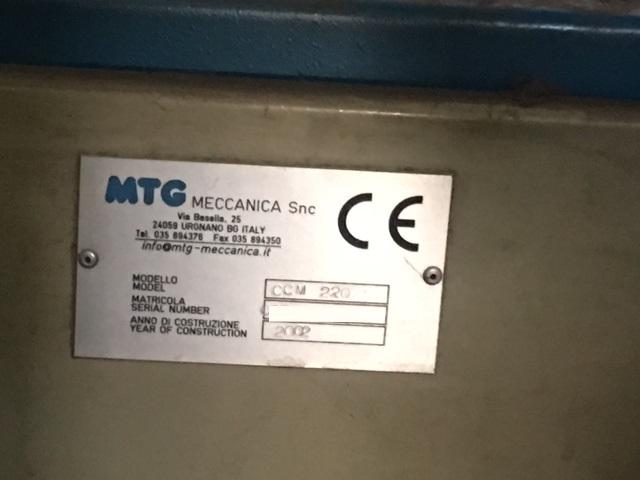 MTG MECCANICA Snc
Via Basella, 25
24059 URGNANO BG ITALY
Tel. 035 894376 Fax 035 894350
info@mtg-meccanica.it
CE
MODELLO
MODEL
CCM 220
MATRICOLA
SERIAL NUMBER
ANNO DI COSTRUZIONE
YEAR OF CONSTRUCTION
2002